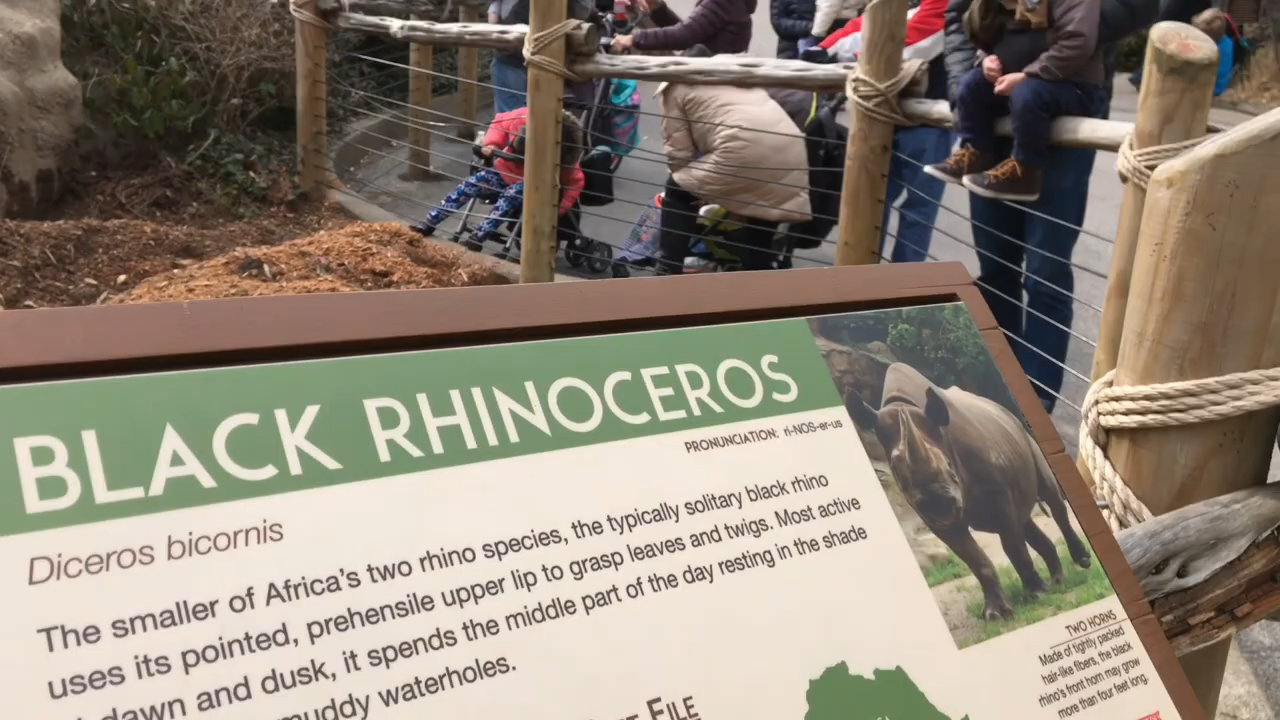 BLACK RHINOCEROS
PRONUNCIATION: rī-NOS-er-us
Diceros bicornis
The smaller of Africa's two rhino species, the typically solitary black rhino
uses its pointed, prehensile upper lip to grasp leaves and twigs. Most active
dawn and dusk, it spends the middle part of the day resting in the shade
muddy waterholes.
FILE
TWO HORNS
Made of tightly packed
hair-like fibers, the black
rhino's front horn may grow
more than four feet long.